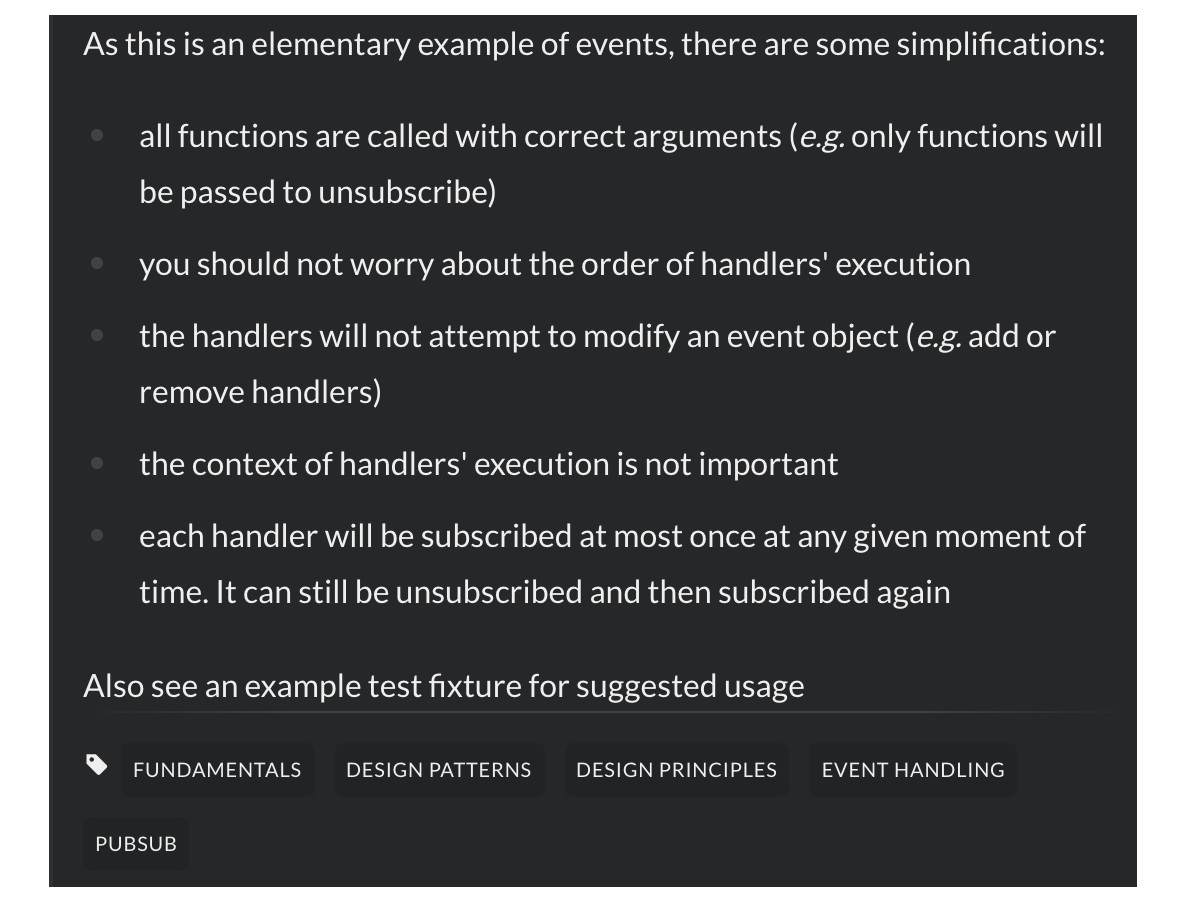 As this is an elementary example of events, there are some simplifications:
all functions are called with correct arguments (e.g. only functions will
be passed to unsubscribe)
you should not worry about the order of handlers' execution
the handlers will not attempt to modify an event object (e.g. add or
remove handlers)
the context of handlers' execution is not important
each handler will be subscribed at most once at any given moment of
time. It can still be unsubscribed and then subscribed again
Also see an example test fixture for suggested usage
FUNDAMENTALS DESIGN PATTERNS DESIGN PRINCIPLES EVENT HANDLING
PUBSUB